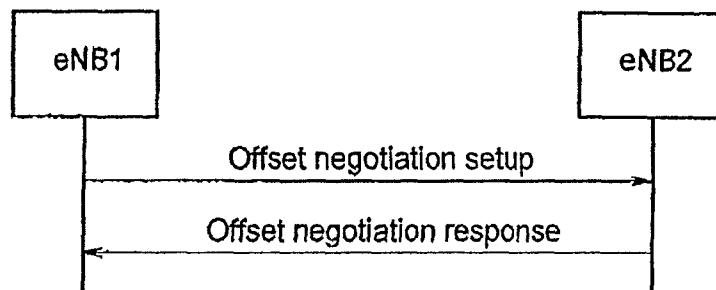 eNB1
eNB2
Offset negotiation setup
Offset negotiation response